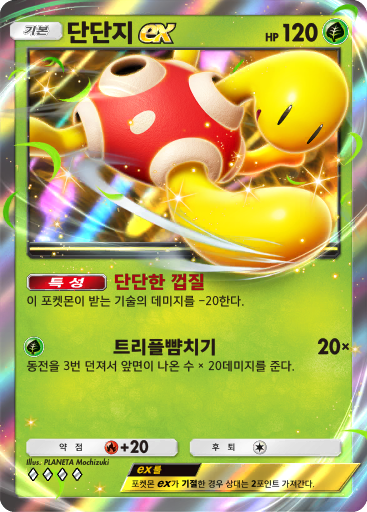 기본 단단지 ex HP 120
특성 단단한 껍질
이 포켓몬이 받는 기술의 데미지를 -20한다.
트리플뺨치기 20×
동전을 3번 던져서 앞면이 나온 수 × 20데미지를 준다.
약점 +20 후퇴
Illus. PLANETA Mochizuki
ex 룰
포켓몬 ex가 기절한 경우 상대는 2포인트 가져간다.